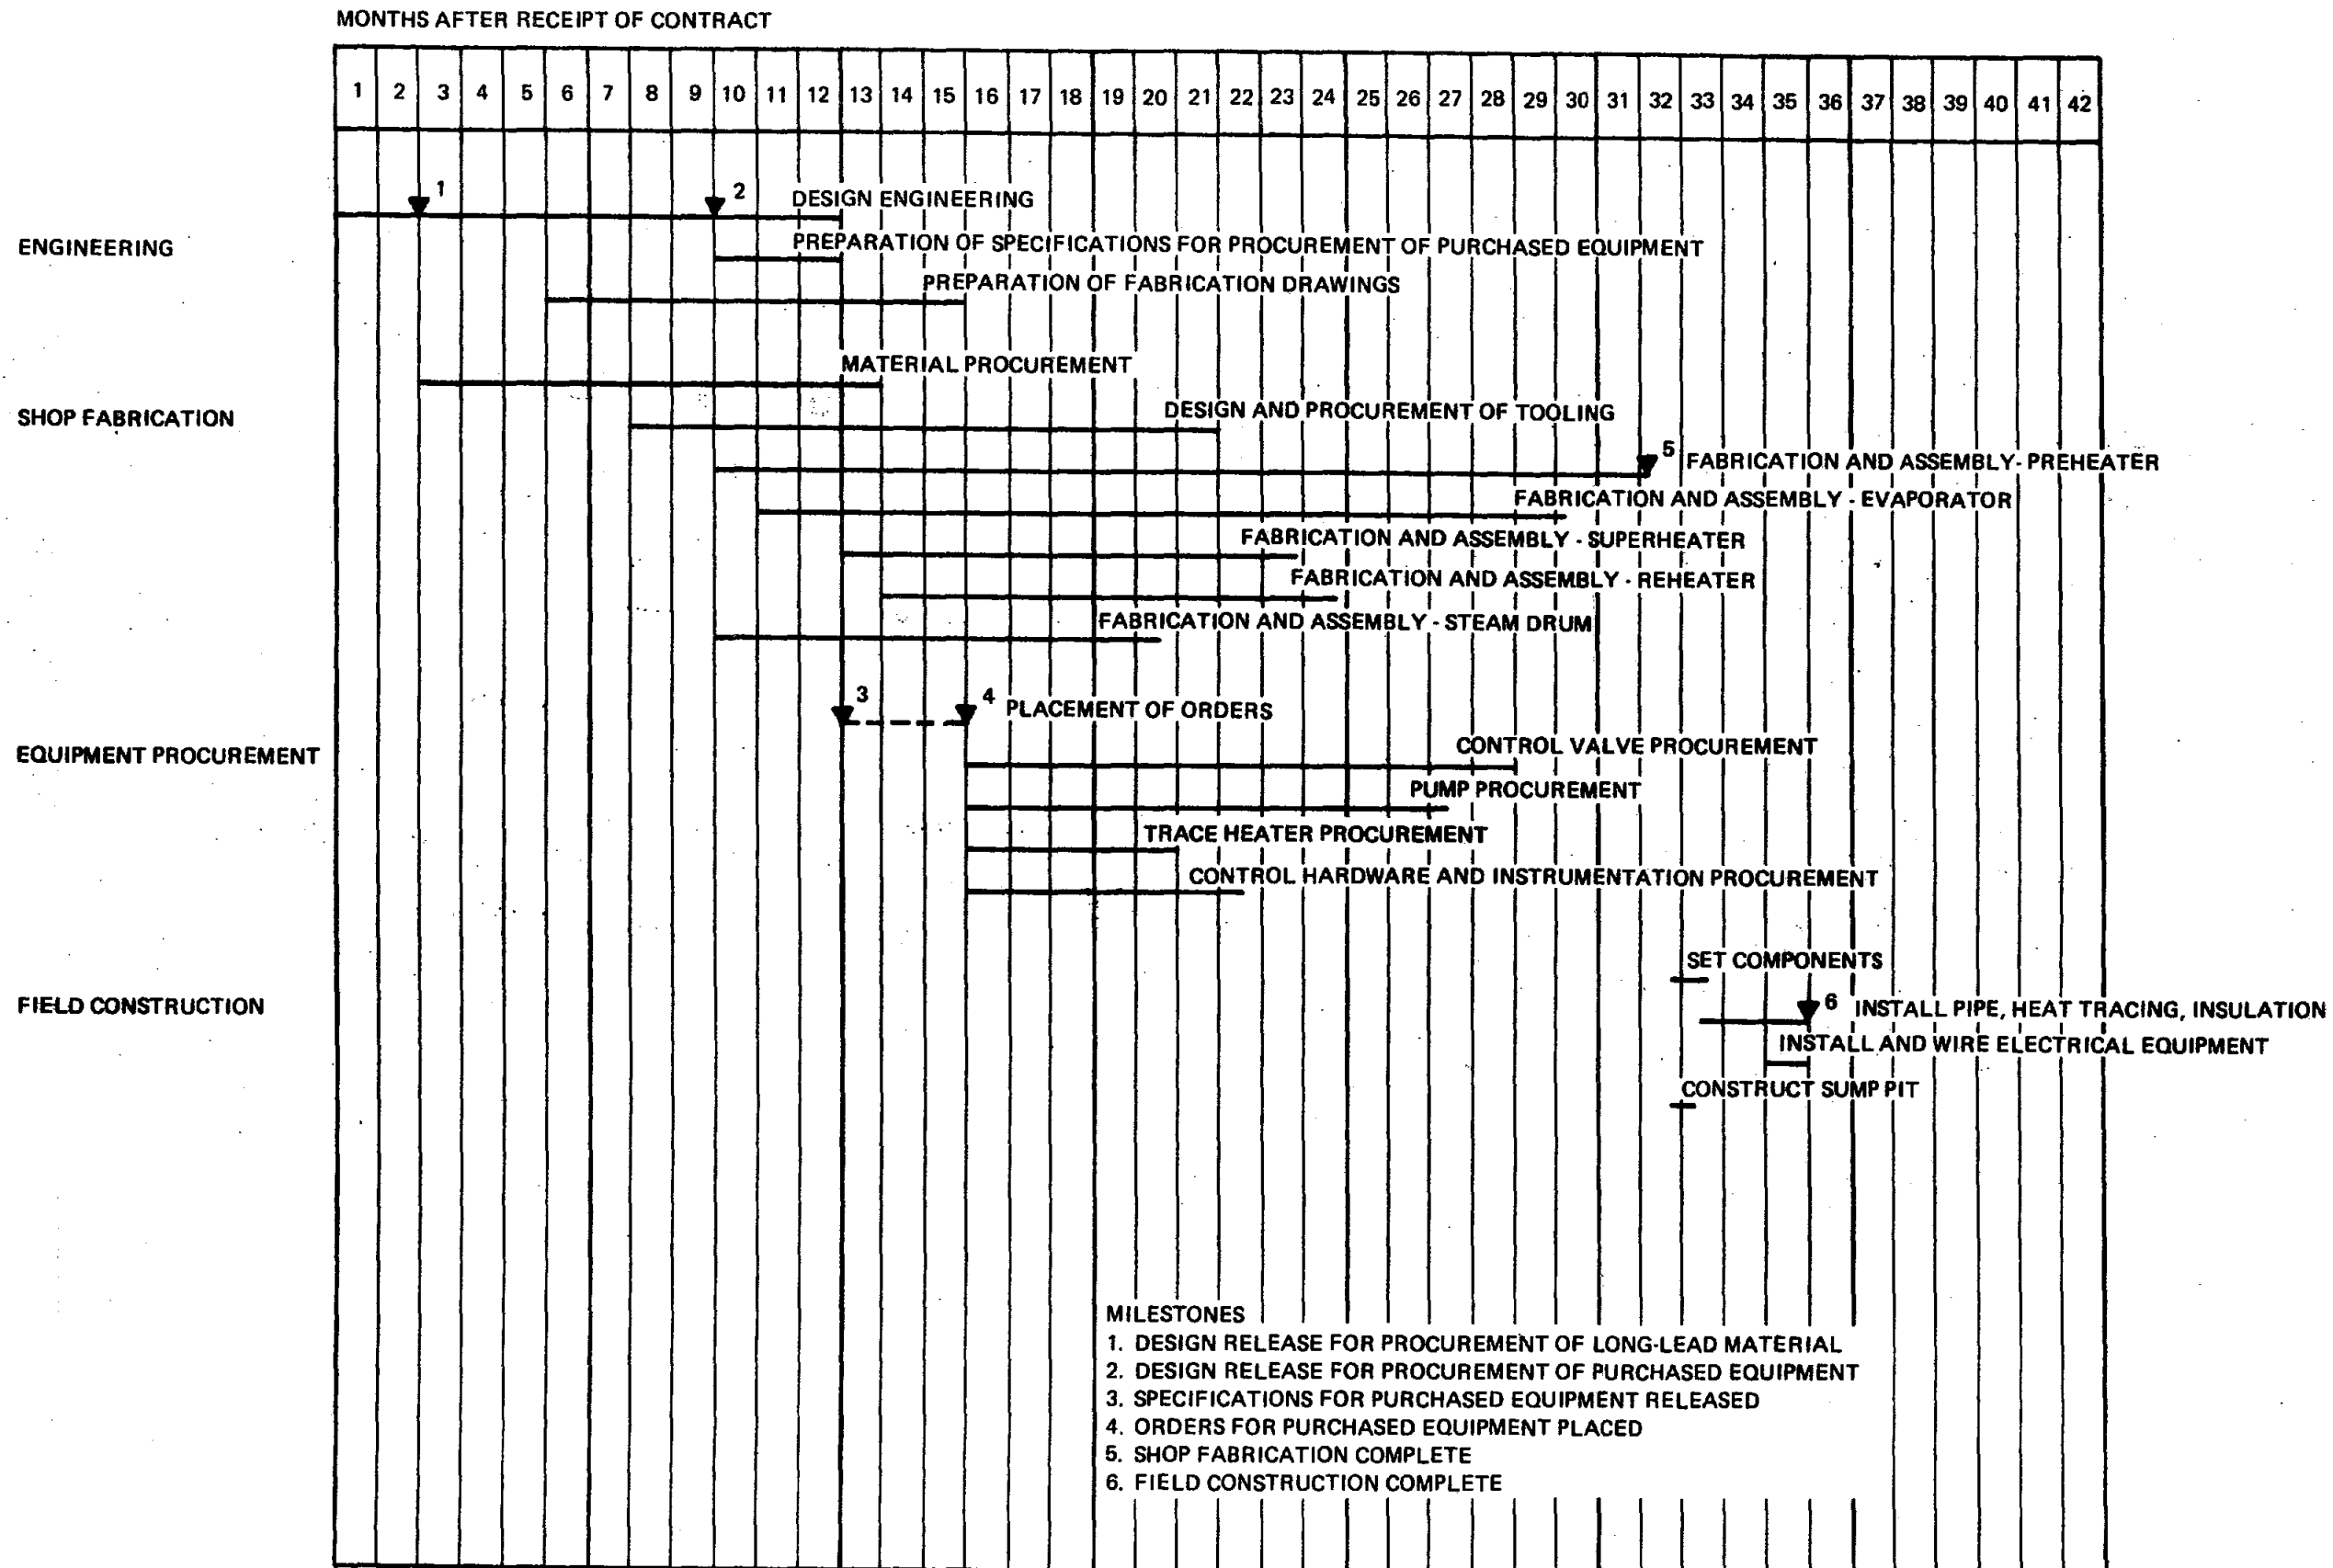 MONTHS AFTER RECEIPT OF CONTRACT
1 2 3 4 5 6 7 8 9 10 11 12 13 14 15 16 17 18 19 20 21 22 23 24 25 26 27 28 29 30 31 32 33 34 35 36 37 38 39 40 41 42
1
2
DESIGN ENGINEERING
ENGINEERING
PREPARATION OF SPECIFICATIONS FOR PROCUREMENT OF PURCHASED EQUIPMENT
PREPARATION OF FABRICATION DRAWINGS
MATERIAL PROCUREMENT
SHOP FABRICATION
DESIGN AND PROCUREMENT OF TOOLING
5 FABRICATION AND ASSEMBLY- PREHEATER
FABRICATION AND ASSEMBLY - EVAPORATOR
FABRICATION AND ASSEMBLY - SUPERHEATER
FABRICATION AND ASSEMBLY - REHEATER
FABRICATION AND ASSEMBLY - STEAM DRUM
3
4 PLACEMENT OF ORDERS
EQUIPMENT PROCUREMENT
CONTROL VALVE PROCUREMENT
PUMP PROCUREMENT
TRACE HEATER PROCUREMENT
CONTROL HARDWARE AND INSTRUMENTATION PROCUREMENT
SET COMPONENTS
FIELD CONSTRUCTION
6 INSTALL PIPE, HEAT TRACING, INSULATION
INSTALL AND WIRE ELECTRICAL EQUIPMENT
CONSTRUCT SUMP PIT
MILESTONES
1. DESIGN RELEASE FOR PROCUREMENT OF LONG-LEAD MATERIAL
2. DESIGN RELEASE FOR PROCUREMENT OF PURCHASED EQUIPMENT
3. SPECIFICATIONS FOR PURCHASED EQUIPMENT RELEASED
4. ORDERS FOR PURCHASED EQUIPMENT PLACED
5. SHOP FABRICATION COMPLETE
6. FIELD CONSTRUCTION COMPLETE